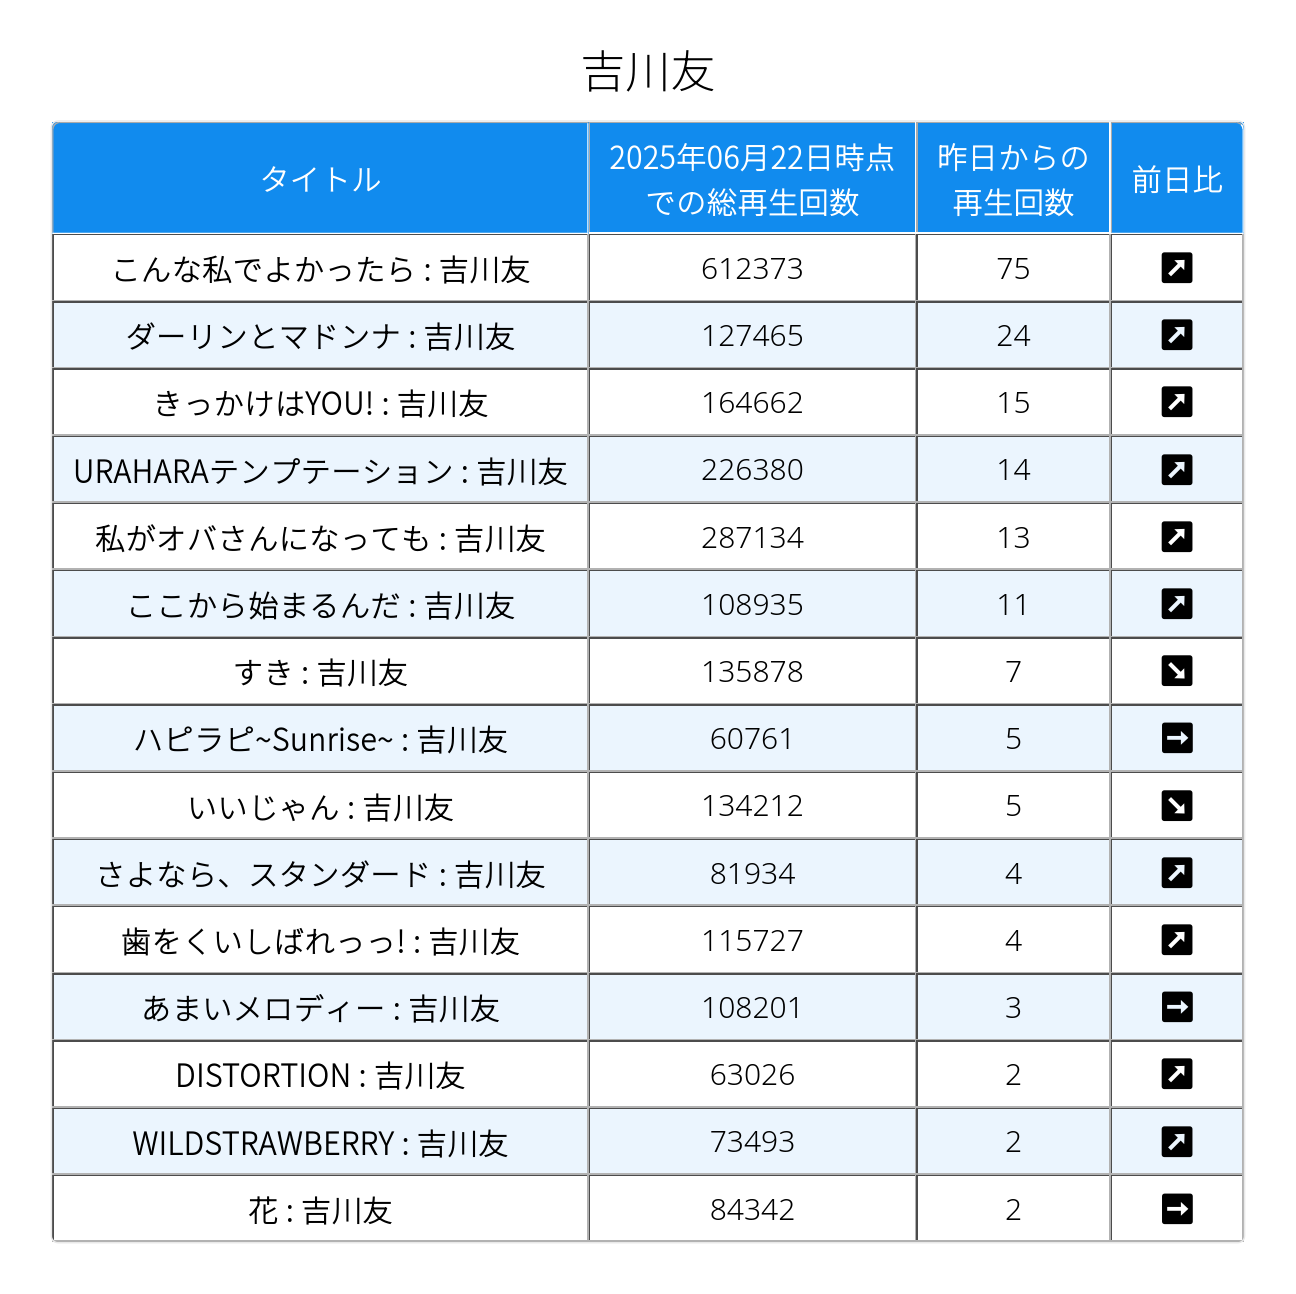 吉川友
タイトル 2025年06月22日時点での総再生回数 昨日からの再生回数 前日比
こんな私でよかったら : 吉川友 612373 75 ↗
ダーリンとマドンナ : 吉川友 127465 24 ↗
きっかけはYOU! : 吉川友 164662 15 ↗
URAHARAテンプテーション : 吉川友 226380 14 ↗
私がオバさんになっても : 吉川友 287134 13 ↗
ここから始まるんだ : 吉川友 108935 11 ↗
すき : 吉川友 135878 7 ↘
ハピラピ~Sunrise~ : 吉川友 60761 5 →
いいじゃん : 吉川友 134212 5 ↘
さよなら、スタンダード : 吉川友 81934 4 ↗
歯をくいしばれっっ! : 吉川友 115727 4 ↗
あまいメロディー : 吉川友 108201 3 →
DISTORTION : 吉川友 63026 2 ↗
WILDSTRAWBERRY : 吉川友 73493 2 ↗
花 : 吉川友 84342 2 →